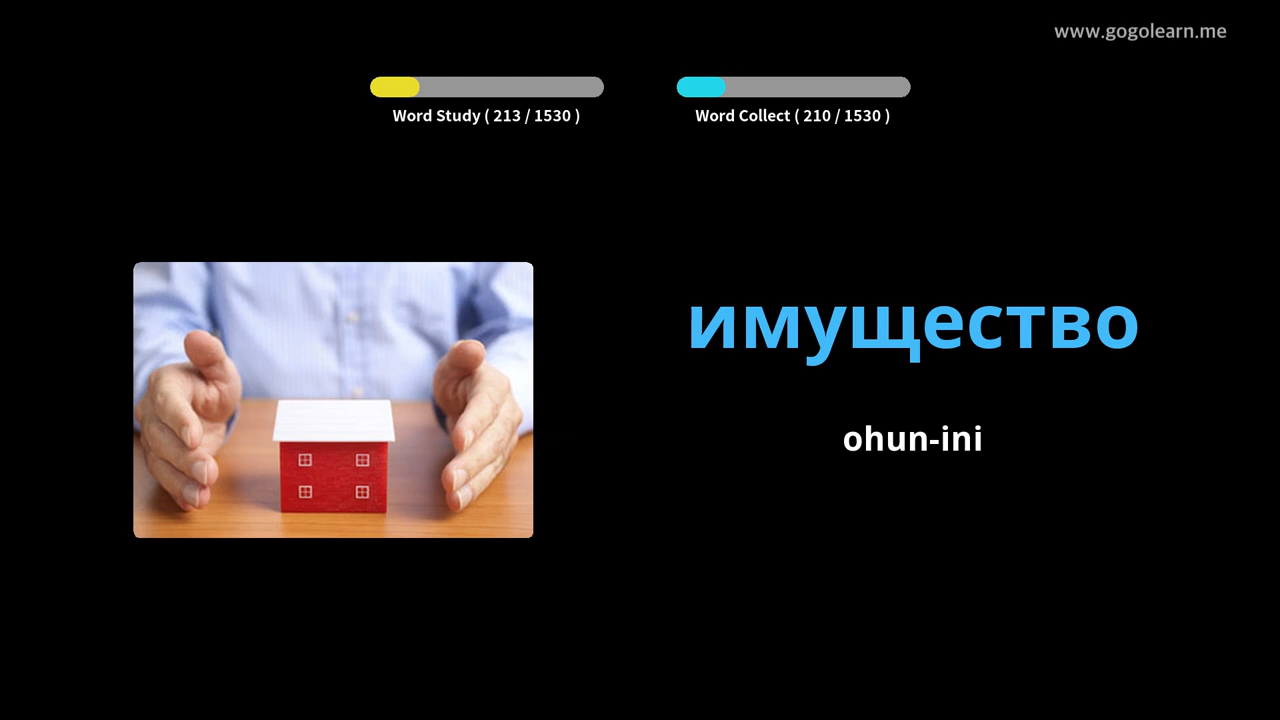 www.gogolearn.me
Word Study ( 213 / 1530 )
Word Collect ( 210 / 1530 )
имущество
ohun-ini